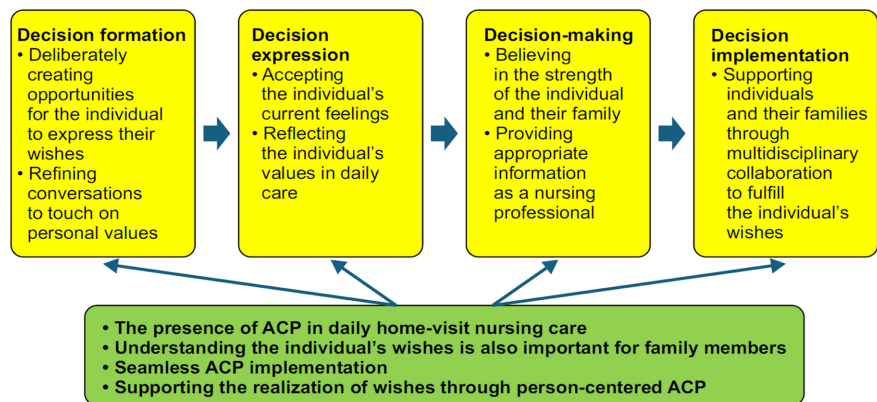 Decision formation
• Deliberately
creating
opportunities
for the individual
to express their
wishes
• Refining
conversations
to touch on
personal values
Decision
expression
• Accepting
the individual's
current feelings
• Reflecting
the individual's
values in daily
care
Decision-making
• Believing
in the strength
of the individual
and their family
• Providing
appropriate
information
as a nursing
professional
Decision
implementation
• Supporting
individuals
and their families
through
multidisciplinary
collaboration
to fulfill
the individual's
wishes
• The presence of ACP in daily home-visit nursing care
• Understanding the individual's wishes is also important for family members
• Seamless ACP implementation
• Supporting the realization of wishes through person-centered ACP